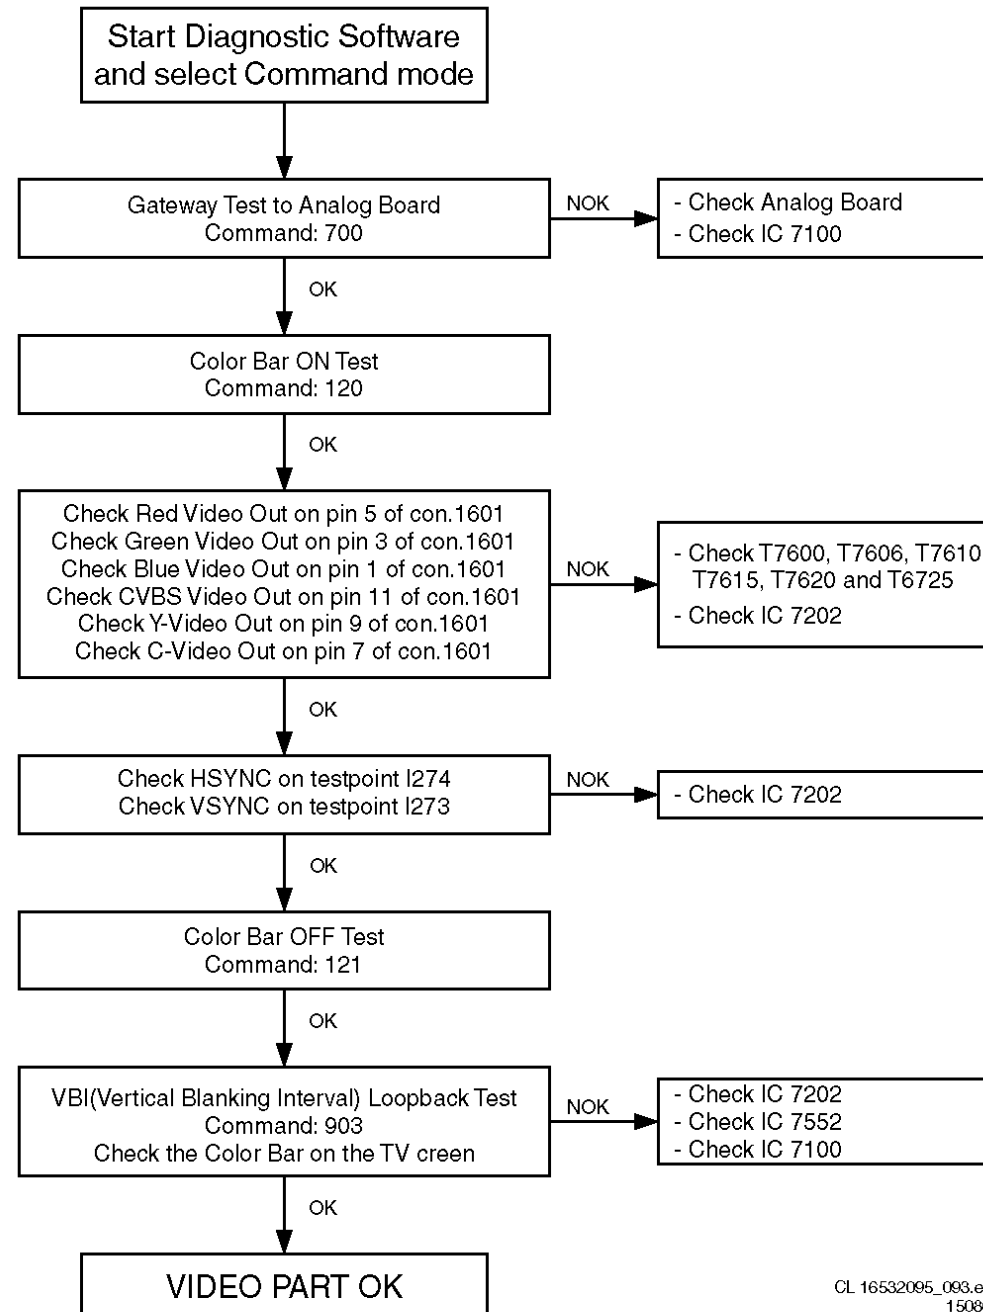 Start Diagnostic Software
and select Command mode
Gateway Test to Analog Board
Command: 700
NOK
- Check Analog Board
- Check IC 7100
OK
Color Bar ON Test
Command: 120
OK
Check Red Video Out on pin 5 of con.1601
Check Green Video Out on pin 3 of con.1601
Check Blue Video Out on pin 1 of con.1601
Check CVBS Video Out on pin 11 of con.1601
Check Y-Video Out on pin 9 of con.1601
Check C-Video Out on pin 7 of con.1601
NOK
- Check T7600, T7606, T7610
T7615, T7620 and T6725
- Check IC 7202
OK
Check HSYNC on testpoint I274
Check VSYNC on testpoint I273
NOK
- Check IC 7202
OK
Color Bar OFF Test
Command: 121
OK
VBI(Vertical Blanking Interval) Loopback Test
Command: 903
Check the Color Bar on the TV creen
NOK
- Check IC 7202
- Check IC 7552
- Check IC 7100
OK
VIDEO PART OK
CL 16532095_093.e
1508